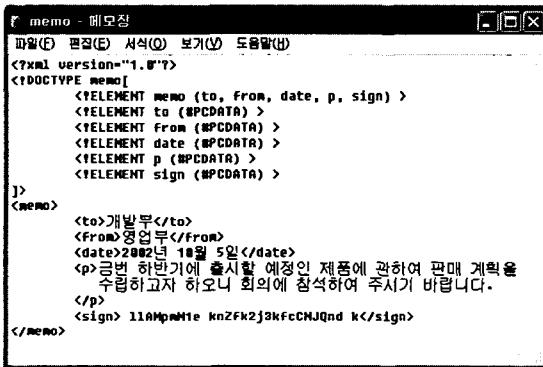 memo - 메모장
파일(F) 편집(E) 서식(O) 보기(V) 도움말(H)
<?xml version="1.0"?>
<!DOCTYPE memo[
<!ELEMENT memo (to, from, date, p, sign) >
<!ELEMENT to (#PCDATA) >
<!ELEMENT from (#PCDATA) >
<!ELEMENT date (#PCDATA) >
<!ELEMENT p (#PCDATA) >
<!ELEMENT sign (#PCDATA) >
]>
<memo>
<to>개발부</to>
<from>영업부</from>
<date>2002년 10월 5일</date>
<p>금번 하반기에 출시할 예정인 제품에 관하여 판매 계획을
수립하고자 하오니 회의에 참석하여 주시기 바랍니다.
</p>
<sign> k</sign>
</memo>